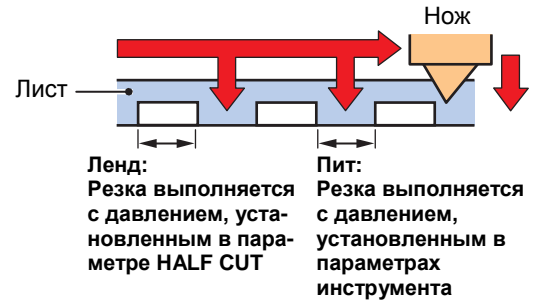 Нож
Лист
Ленд:
Резка выполняется
с давлением, уста-
новленным в пара-
метре HALF CUT
Пит:
Резка выполняется
с давлением,
установленным в
параметрах
инструмента